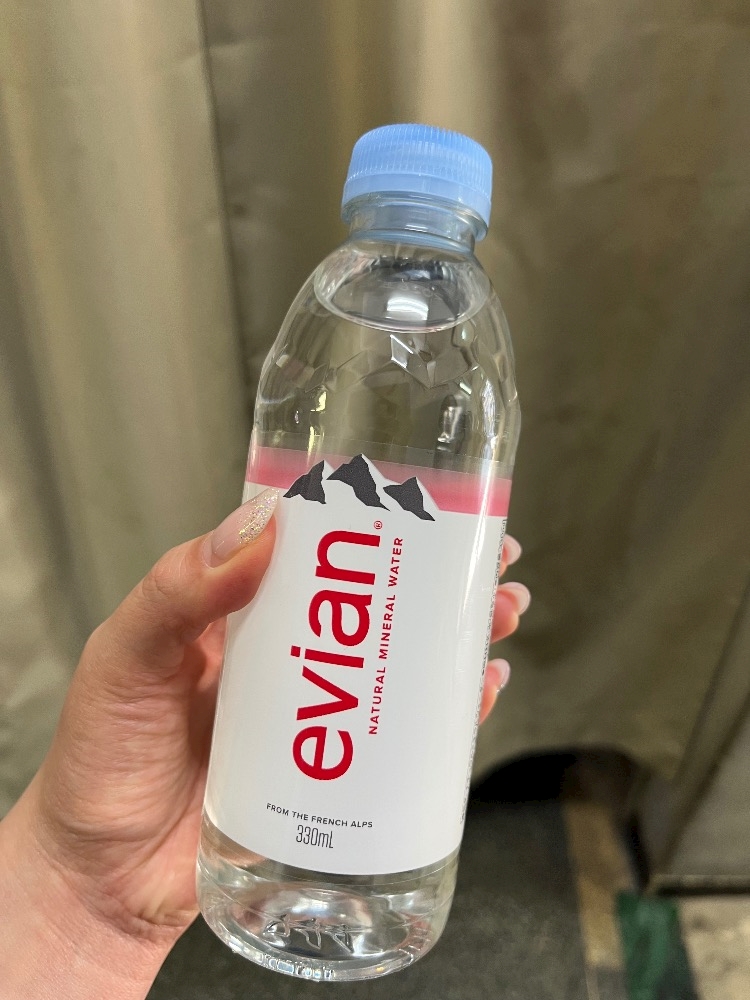 evian®
NATURAL MINERAL WATER
FROM THE FRENCH ALPS
330mL